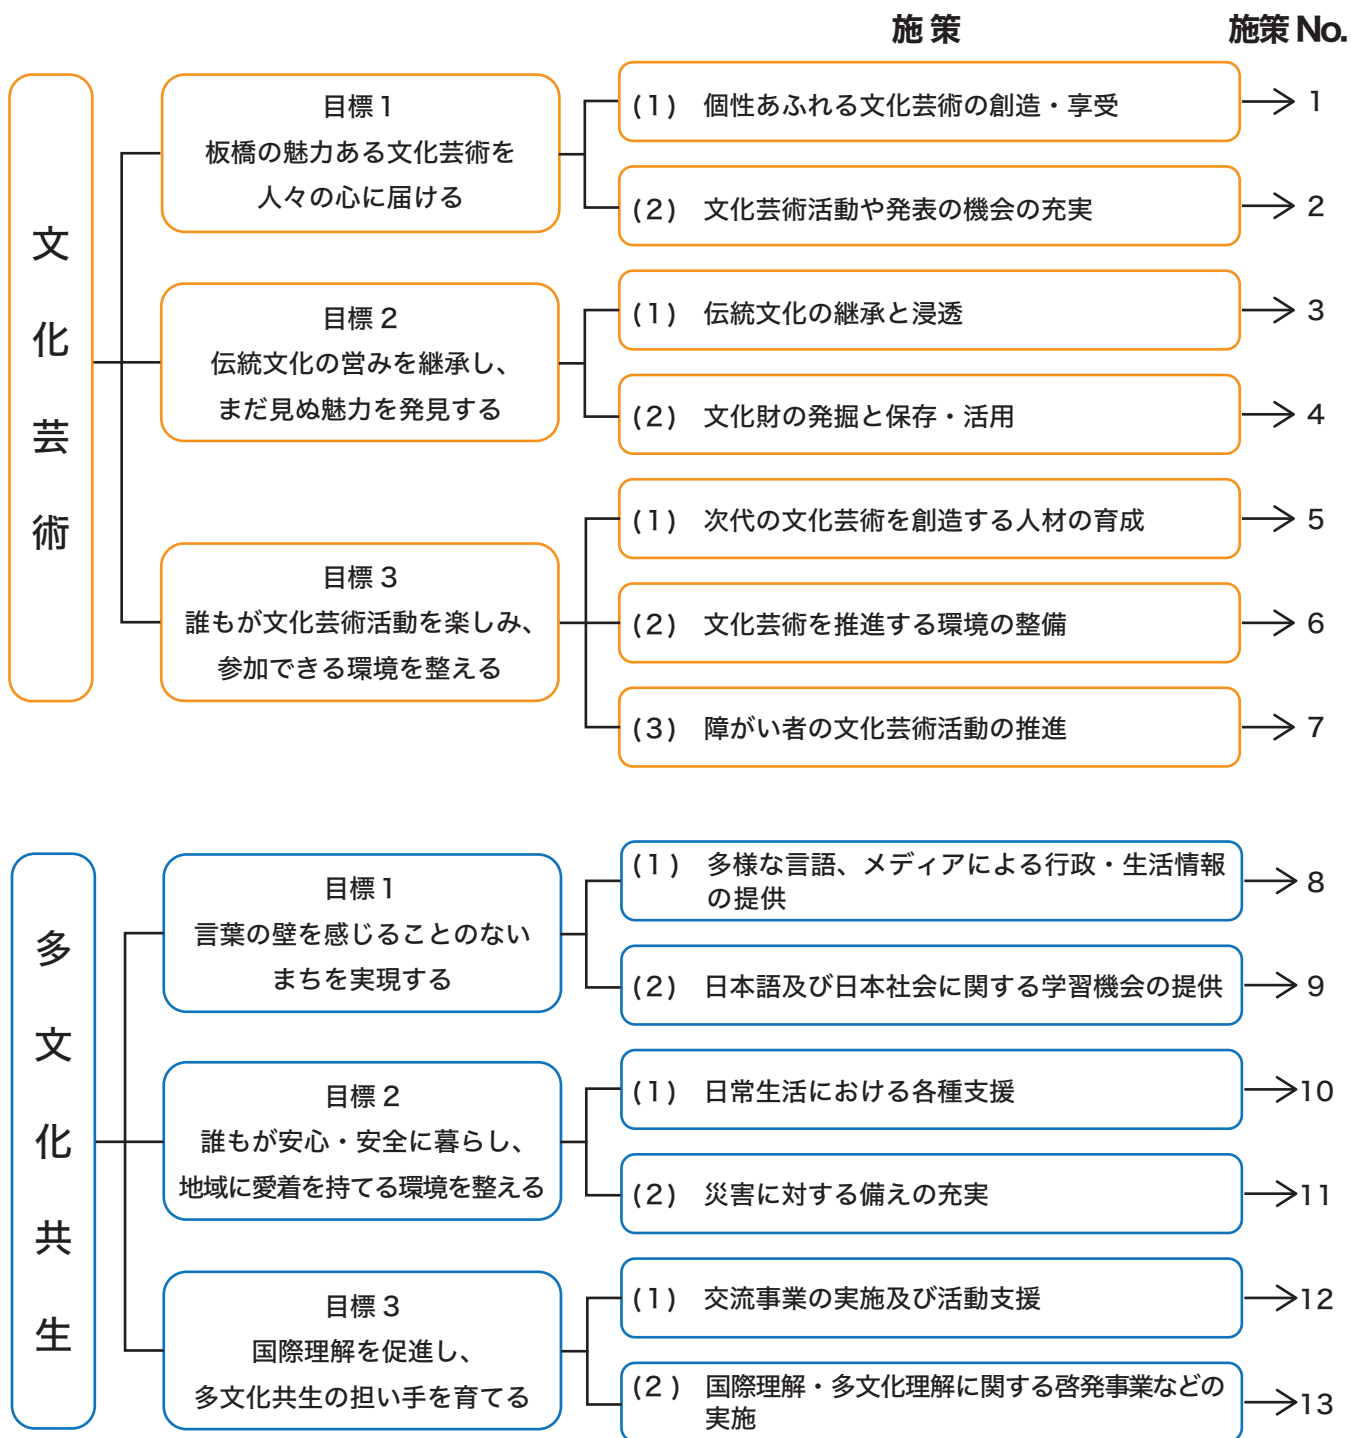 施策 施策 No.
文化芸術
目標 1
板橋の魅力ある文化芸術を
人々の心に届ける
(1) 個性あふれる文化芸術の創造・享受 → 1
(2) 文化芸術活動や発表の機会の充実 → 2
目標 2
伝統文化の営みを継承し、
まだ見ぬ魅力を発見する
(1) 伝統文化の継承と浸透 → 3
(2) 文化財の発掘と保存・活用 → 4
目標 3
誰もが文化芸術活動を楽しみ、
参加できる環境を整える
(1) 次代の文化芸術を創造する人材の育成 → 5
(2) 文化芸術を推進する環境の整備 → 6
(3) 障がい者の文化芸術活動の推進 → 7
多文化共生
目標 1
言葉の壁を感じることのない
まちを実現する
(1) 多様な言語、メディアによる行政・生活情報
の提供 → 8
(2) 日本語及び日本社会に関する学習機会の提供 → 9
目標 2
誰もが安心・安全に暮らし、
地域に愛着を持てる環境を整える
(1) 日常生活における各種支援 → 10
(2) 災害に対する備えの充実 → 11
目標 3
国際理解を促進し、
多文化共生の担い手を育てる
(1) 交流事業の実施及び活動支援 → 12
(2) 国際理解・多文化理解に関する啓発事業などの
実施 → 13